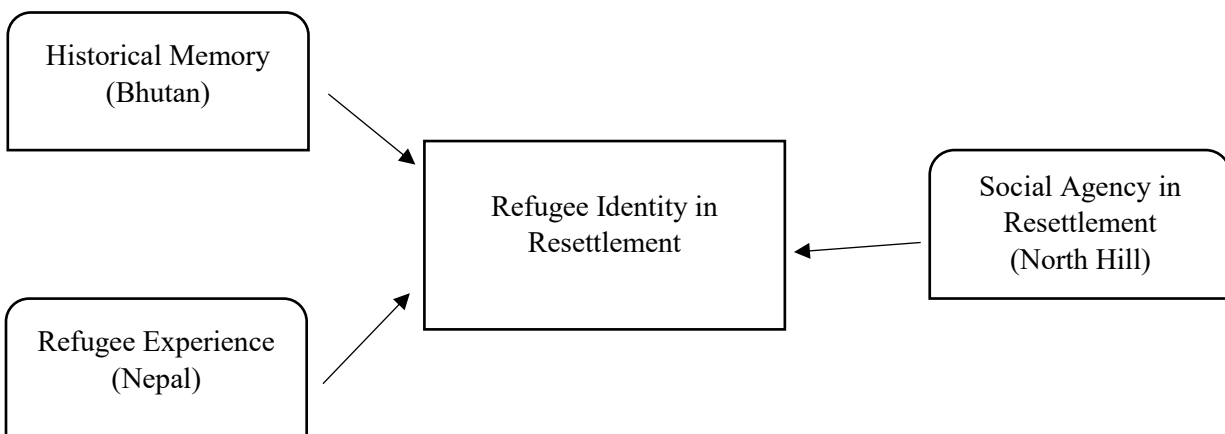 Historical Memory
(Bhutan)
Refugee Experience
(Nepal)
Refugee Identity in
Resettlement
Social Agency in
Resettlement
(North Hill)